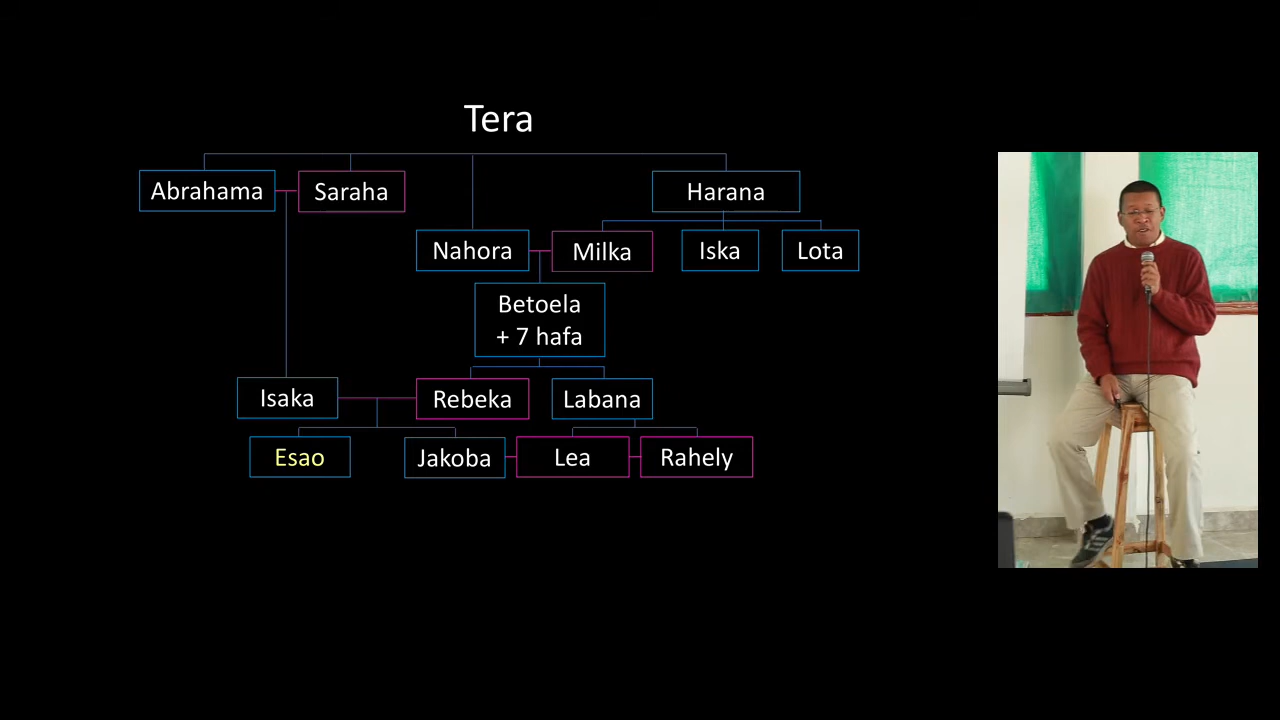 Tera
Abrahama
Saraha
Harana
Nahora
Milka
Iska
Lota
Betoela
+ 7 hafa
Isaka
Rebeka
Labana
Esao
Jakoba
Lea
Rahely